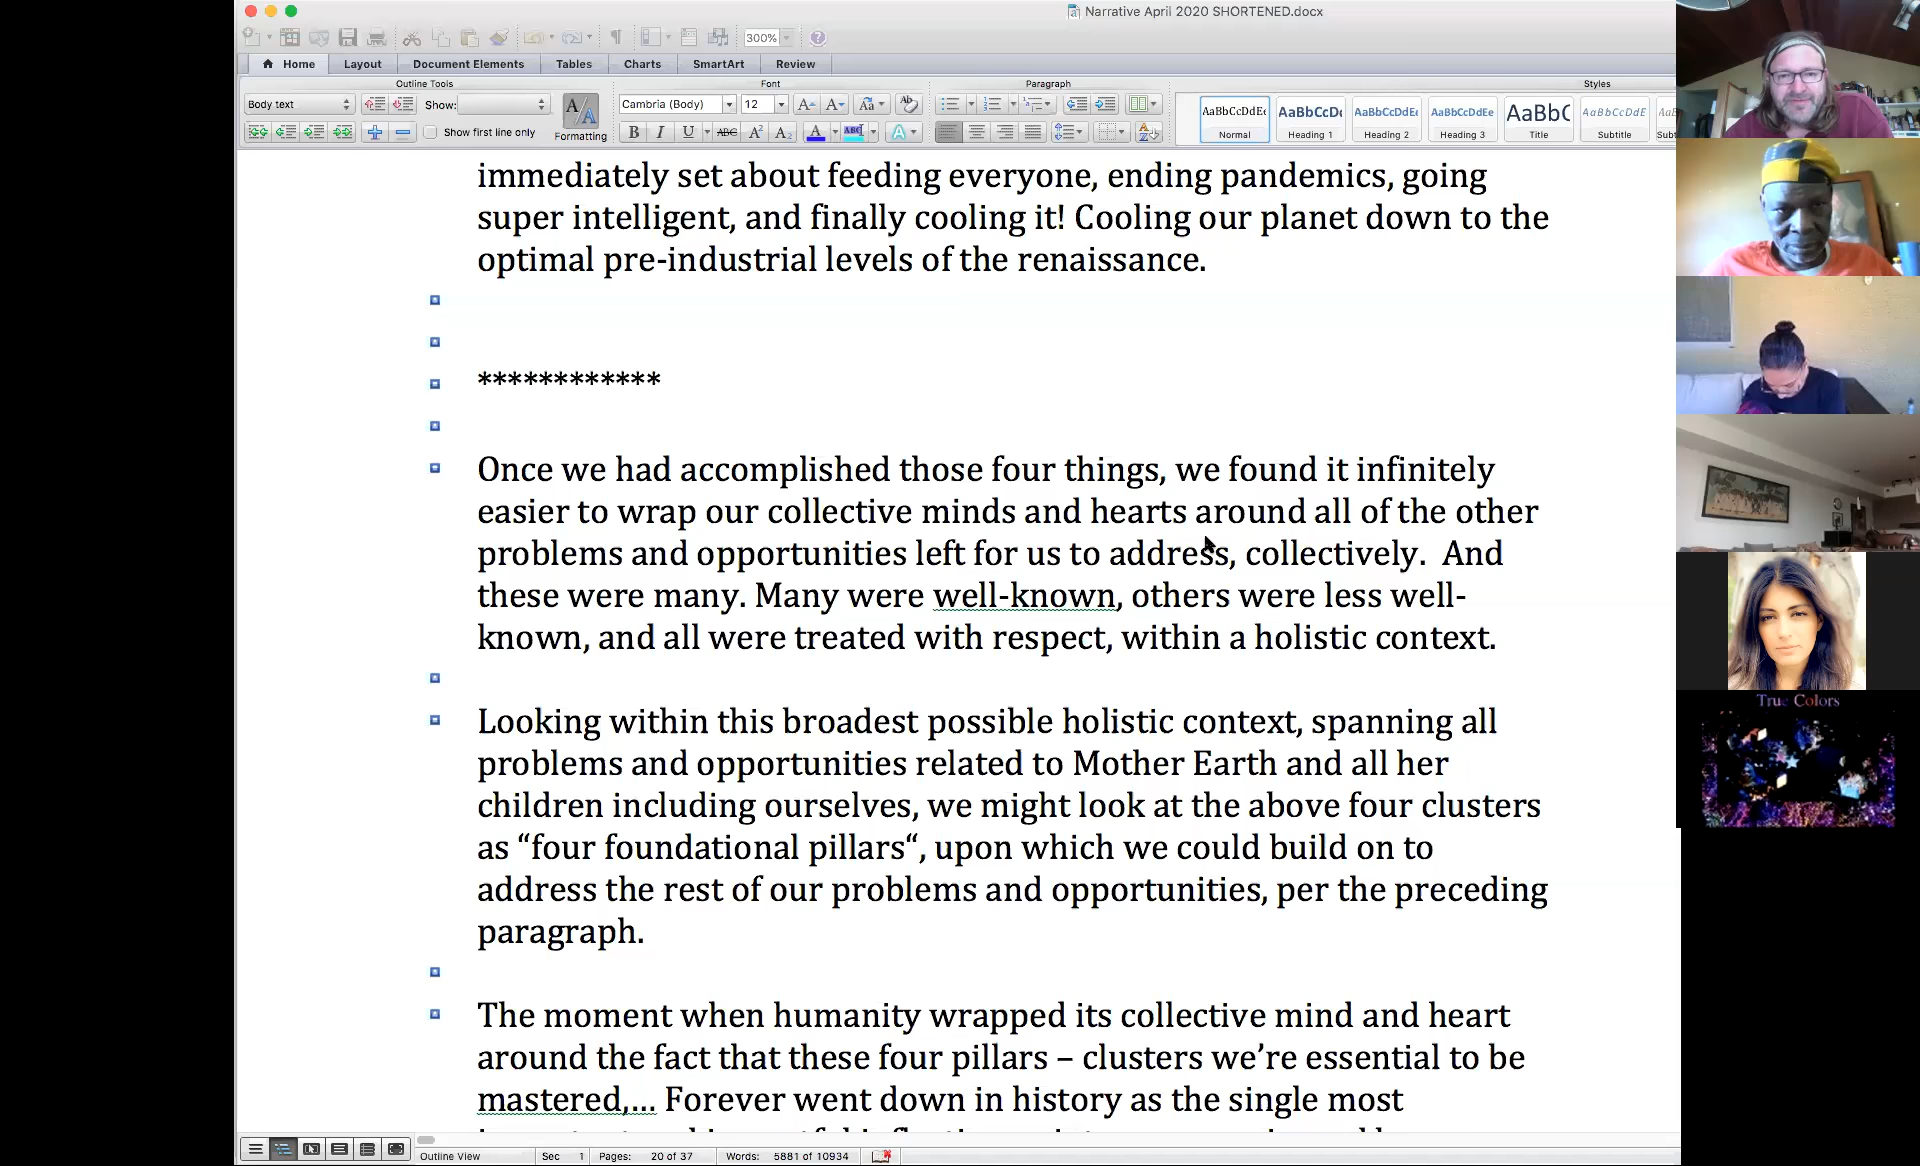 Narrative April 2020 SHORTENED.docx
300%
Home Layout Document Elements Tables Charts SmartArt Review
Outline Tools Font Paragraph Styles
Body text Show: Cambria (Body) 12
Show first line only Formatting
AaBbCcDdEe AaBbCcDc AaBbCcDdEe AaBbCcDdEe AaBbC AaBbCcDdE
Normal Heading 1 Heading 2 Heading 3 Title Subtitle Subt
immediately set about feeding everyone, ending pandemics, going
super intelligent, and finally cooling it! Cooling our planet down to the
optimal pre-industrial levels of the renaissance.
************
Once we had accomplished those four things, we found it infinitely
easier to wrap our collective minds and hearts around all of the other
problems and opportunities left for us to address, collectively.  And
these were many. Many were well-known, others were less well-
known, and all were treated with respect, within a holistic context.
Looking within this broadest possible holistic context, spanning all
problems and opportunities related to Mother Earth and all her
children including ourselves, we might look at the above four clusters
as “four foundational pillars“, upon which we could build on to
address the rest of our problems and opportunities, per the preceding
paragraph.
The moment when humanity wrapped its collective mind and heart
around the fact that these four pillars – clusters we’re essential to be
mastered,... Forever went down in history as the single most
Outline View Sec 1 Pages: 20 of 37 Words: 5881 of 10934
True Colors